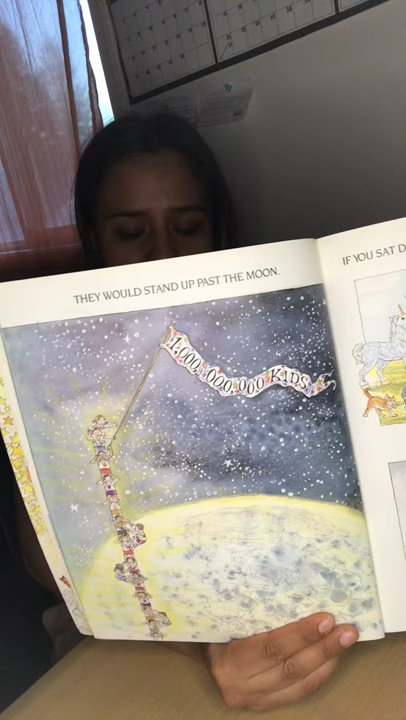 THEY WOULD STAND UP PAST THE MOON.
1,000,000,000 KIDS
IF YOU SAT